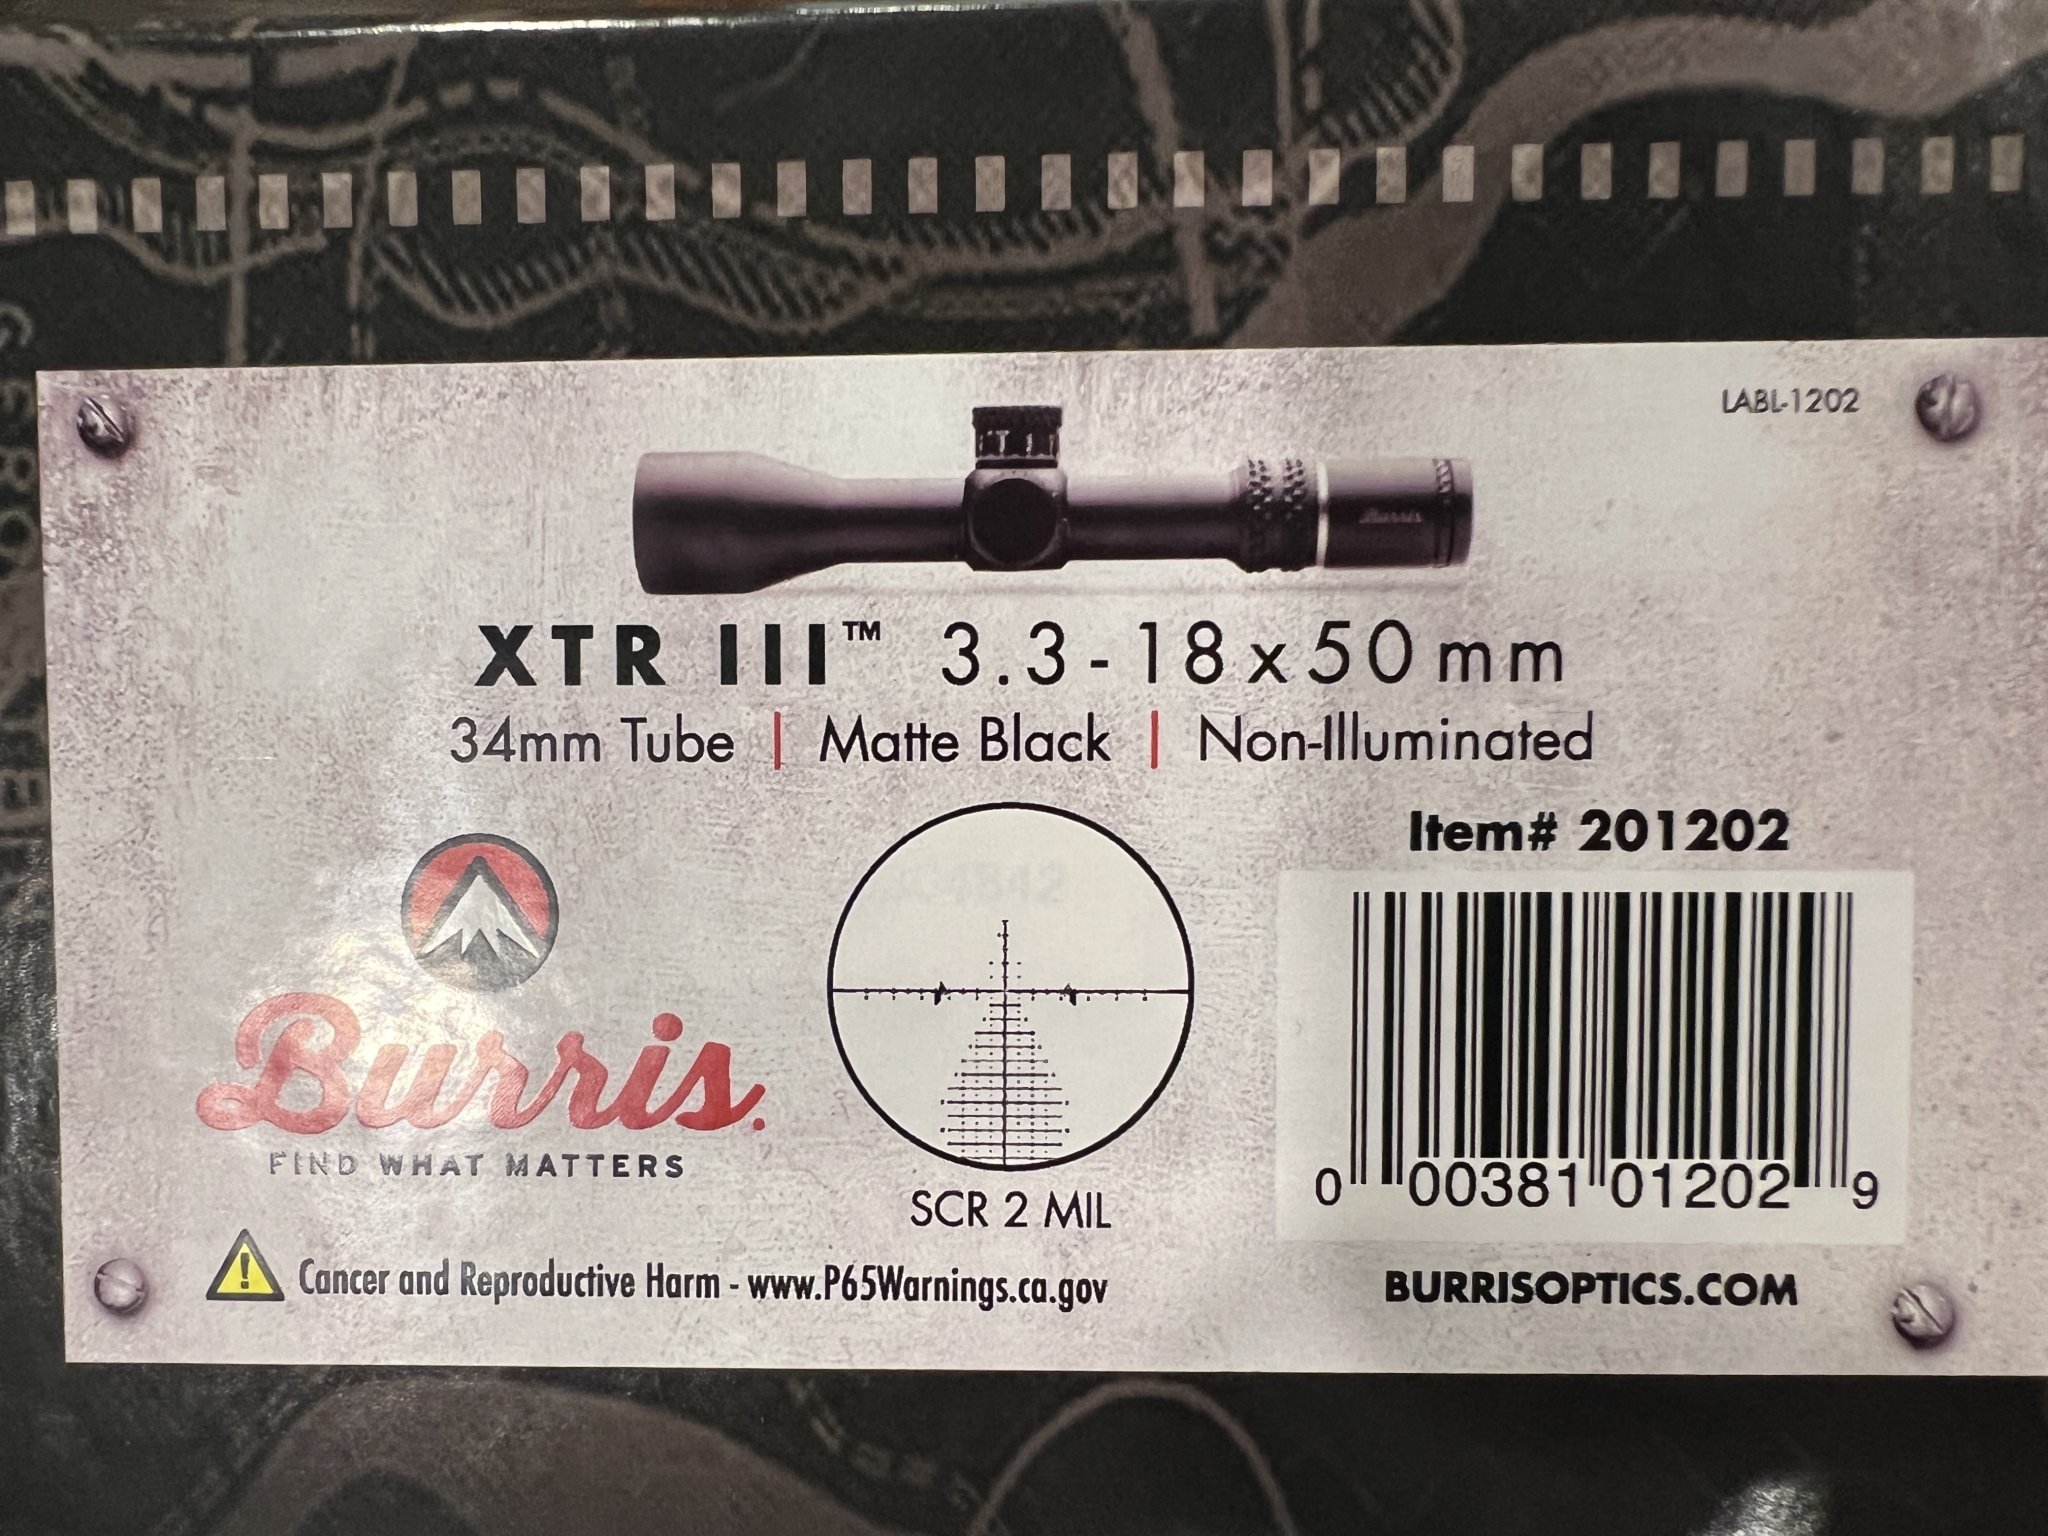 LABL-1202
Burris
XTR III™ 3.3-18x50mm
34mm Tube | Matte Black | Non-Illuminated
Item# 201202
Burris.
FIND WHAT MATTERS
SCR 2 MIL
0 00381 01202 9
Cancer and Reproductive Harm - www.P65Warnings.ca.gov
BURRISOPTICS.COM